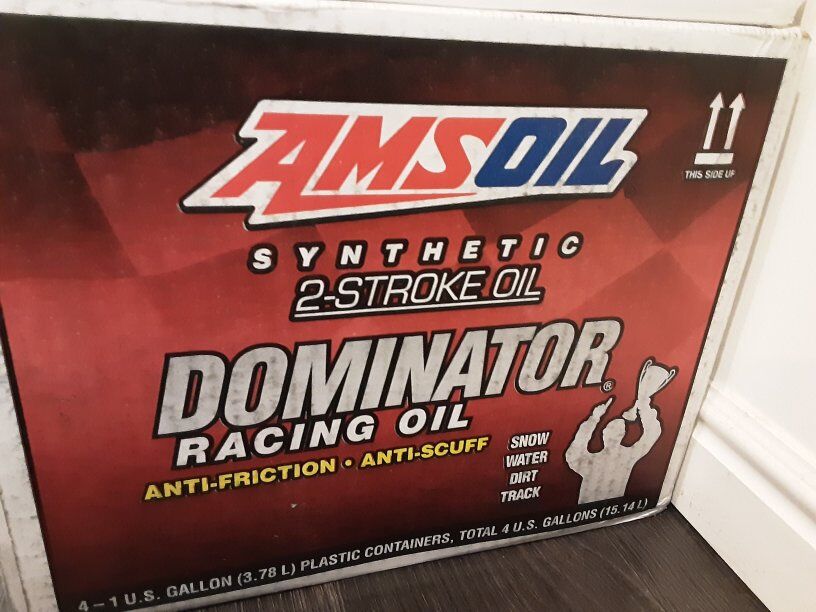 AMSOIL
THIS SIDE UP
SYNTHETIC
2-STROKE OIL
DOMINATOR®
RACING OIL
ANTI-FRICTION • ANTI-SCUFF
SNOW
WATER
DIRT
TRACK
4–1 U.S. GALLON (3.78 L) PLASTIC CONTAINERS, TOTAL 4 U.S. GALLONS (15.14 L)